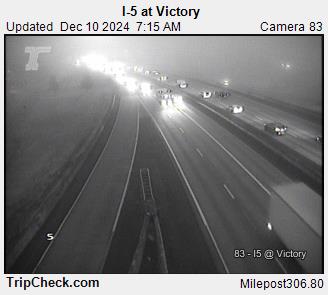 I-5 at Victory
Updated Dec 10 2024 7:15 AM Camera 83
S
83 - I5 @ Victory
TripCheck.com Milepost306.80